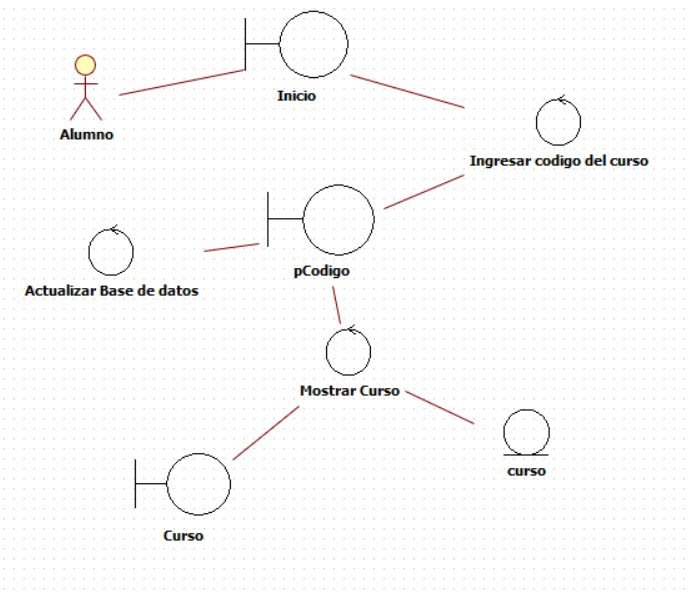 Inicio
Alumno
Ingresar codigo del curso
pCodigo
Actualizar Base de datos
Mostrar Curso
curso
Curso